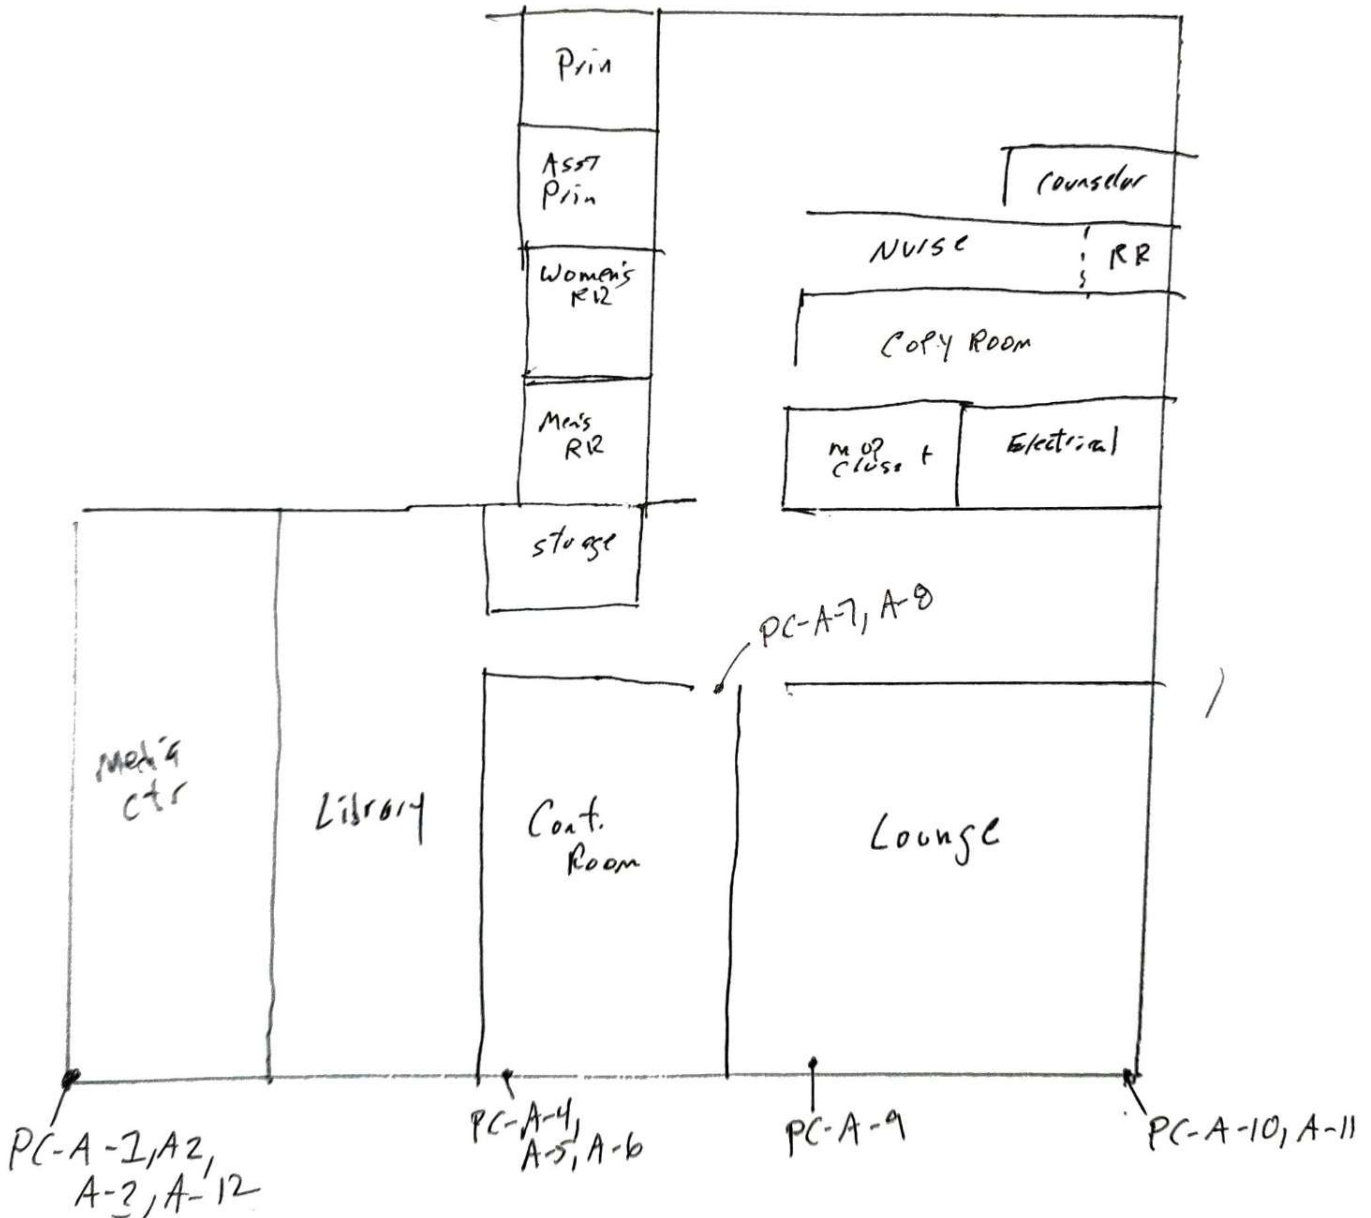 Prin
Asst
Prin
Counselor
Nurse
RR
Women's
RR
Copy Room
Men's
RR
mop
closet
Electrical
storage
PC-A-7, A-8
Media
ctr
Library
Conf.
Room
Lounge
PC-A-1, A2,
A-3, A-12
PC-A-4,
A-5, A-6
PC-A-9
PC-A-10, A-11